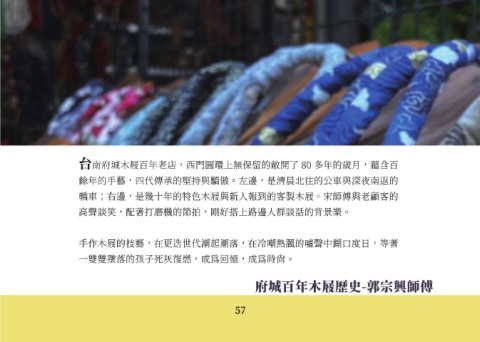 台南府城木屐百年老店，西門圓環上無保留的敞開了 80 多年的歲月，蘊含百
餘年的手藝，四代傳承的堅持與驕傲。左邊，是清晨北往的公車與深夜南返的
轎車；右邊，是幾十年的特色木屐與新人報到的客製木屐。宋師傅與老顧客的
高聲談笑，配著打磨機的節拍，剛好搭上路邊人群談話的背景樂。
手作木屐的技藝，在更迭世代潮起潮落，在冷嘲熱諷的噓聲中餬口度日，等著
一雙雙墜落的孩子死灰復燃，成爲回憶，成爲時尚。
府城百年木屐歷史-郭宗興師傅
57